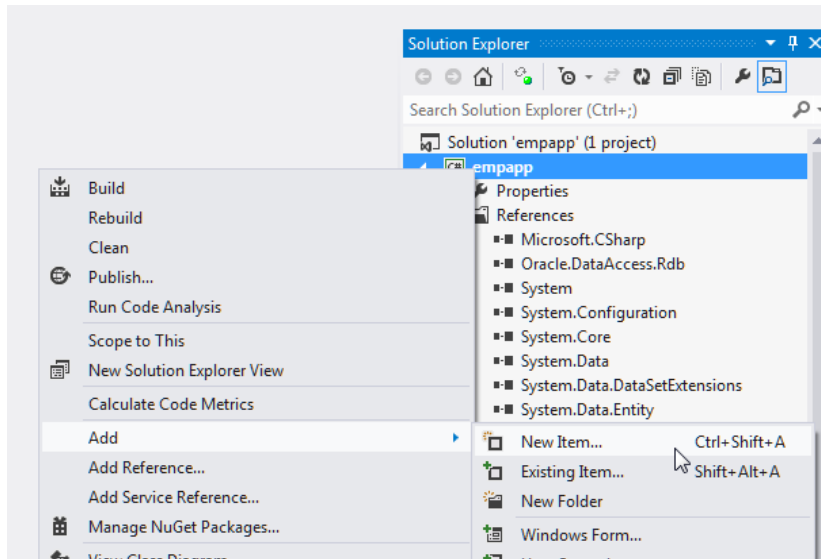 Solution Explorer
Search Solution Explorer (Ctrl+;)
Solution 'empapp' (1 project)
C# empapp
Properties
References
Microsoft.CSharp
Oracle.DataAccess.Rdb
System
System.Configuration
System.Core
System.Data
System.Data.DataSetExtensions
System.Data.Entity
Build
Rebuild
Clean
Publish...
Run Code Analysis
Scope to This
New Solution Explorer View
Calculate Code Metrics
Add
Add Reference...
Add Service Reference...
Manage NuGet Packages...
View Class Diagram
New Item... Ctrl+Shift+A
Existing Item... Shift+Alt+A
New Folder
Windows Form...